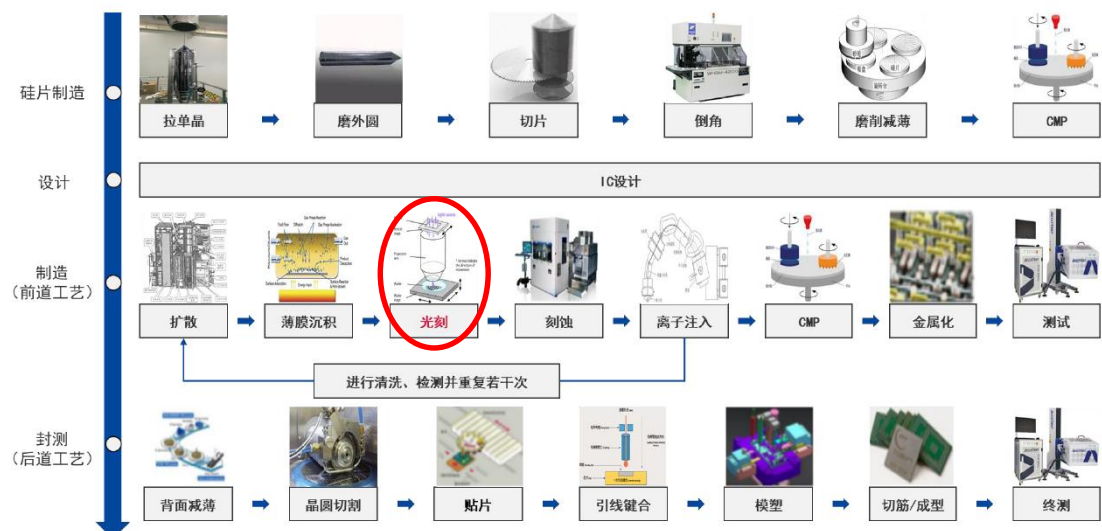 硅片制造
拉单晶
磨外圆
切片
倒角
磨削减薄
CMP
设计
IC设计
制造
（前道工艺）
扩散
薄膜沉积
光刻
刻蚀
离子注入
CMP
金属化
测试
进行清洗、检测并重复若干次
封测
（后道工艺）
背面减薄
晶圆切割
贴片
引线键合
模塑
切筋/成型
终测